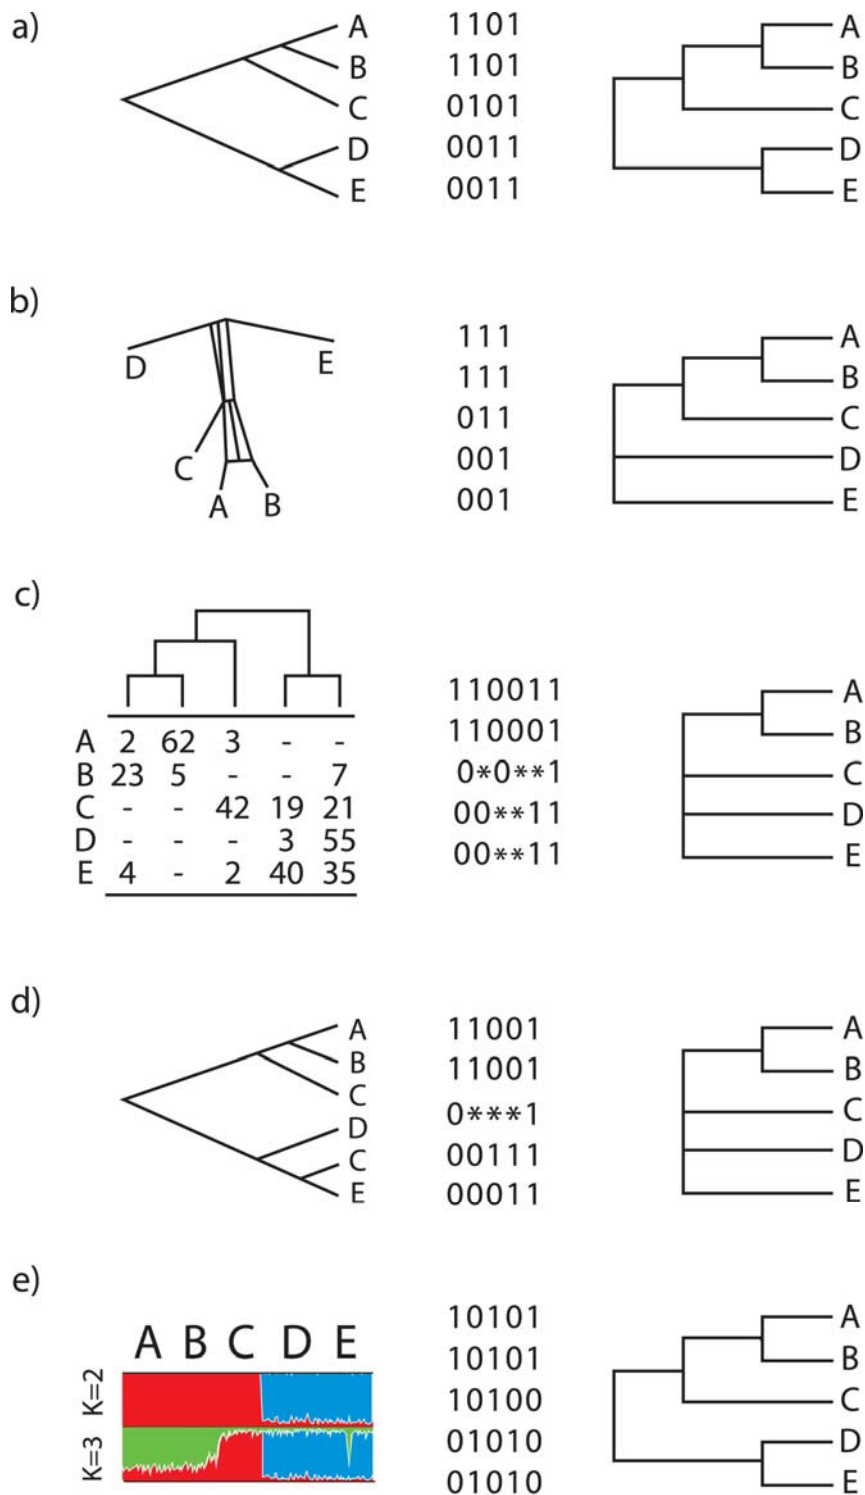 a)
A 1101 A
B 1101 B
C 0101 C
D 0011 D
E 0011 E
b)
D E C A B
111 A
111 B
011 C
001 D
001 E
c)
A 2 62 3 - -
B 23 5 - - 7
C - - 42 19 21
D - - - 3 55
E 4 - 2 40 35
110011 A
110001 B
0*0**1 C
00**11 D
00**11 E
d)
A 11001 A
B 11001 B
C 0***1 C
D 00111 D
C
E 00011 E
e)
A B C D E
K=2
K=3
10101 A
10101 B
10100 C
01010 D
01010 E